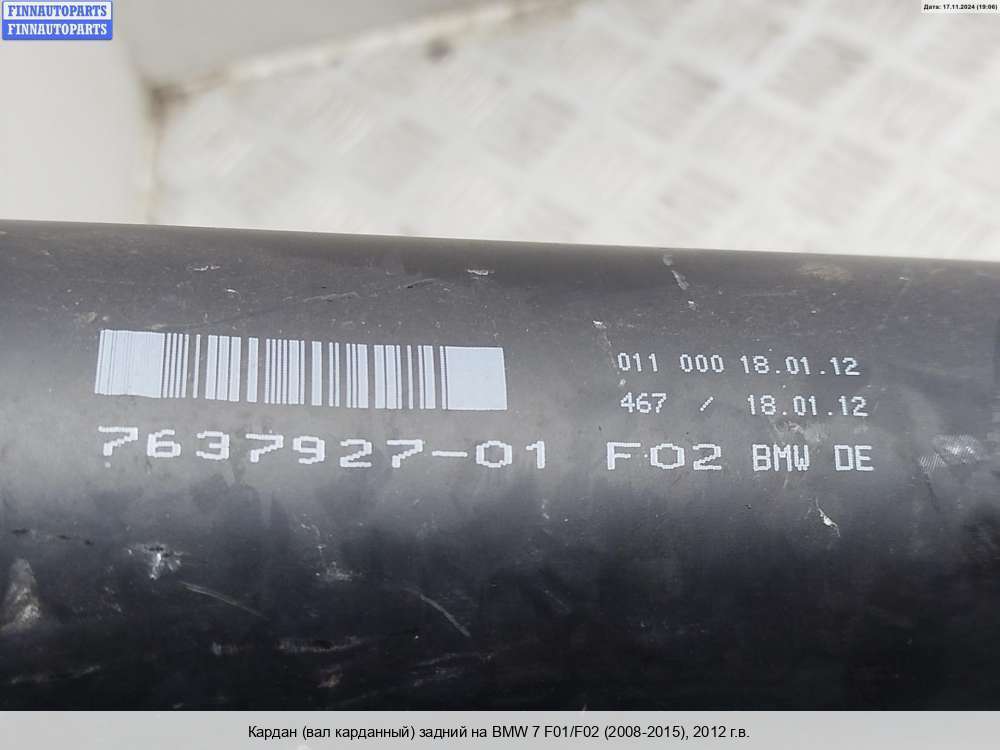 FINNAUTOPARTS
FINNAUTOPARTS
Дата: 17.11.2024 (19:06)
011 000 18.01.12
467 / 18.01.12
7637927-01 F02 BMW DE
Кардан (вал карданный) задний на BMW 7 F01/F02 (2008-2015), 2012 г.в.